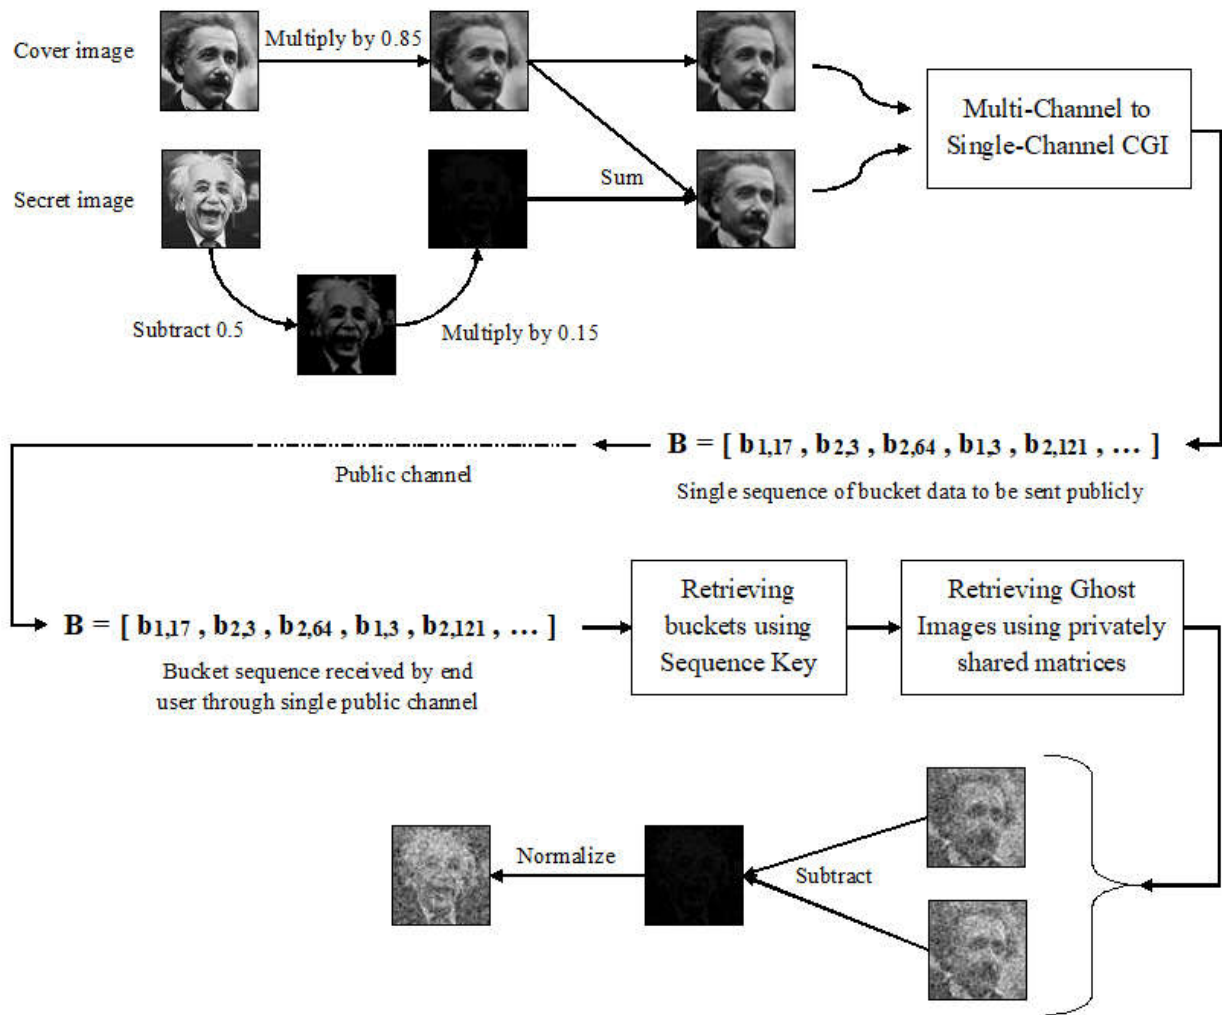 Cover image
Multiply by 0.85
Multi-Channel to
Single-Channel CGI
Secret image
Sum
Subtract 0.5
Multiply by 0.15
B = [ b1,17 , b2,3 , b2,64 , b1,3 , b2,121 , ... ]
Public channel
Single sequence of bucket data to be sent publicly
B = [ b1,17 , b2,3 , b2,64 , b1,3 , b2,121 , ... ]
Bucket sequence received by end
user through single public channel
Retrieving
buckets using
Sequence Key
Retrieving Ghost
Images using privately
shared matrices
Normalize
Subtract